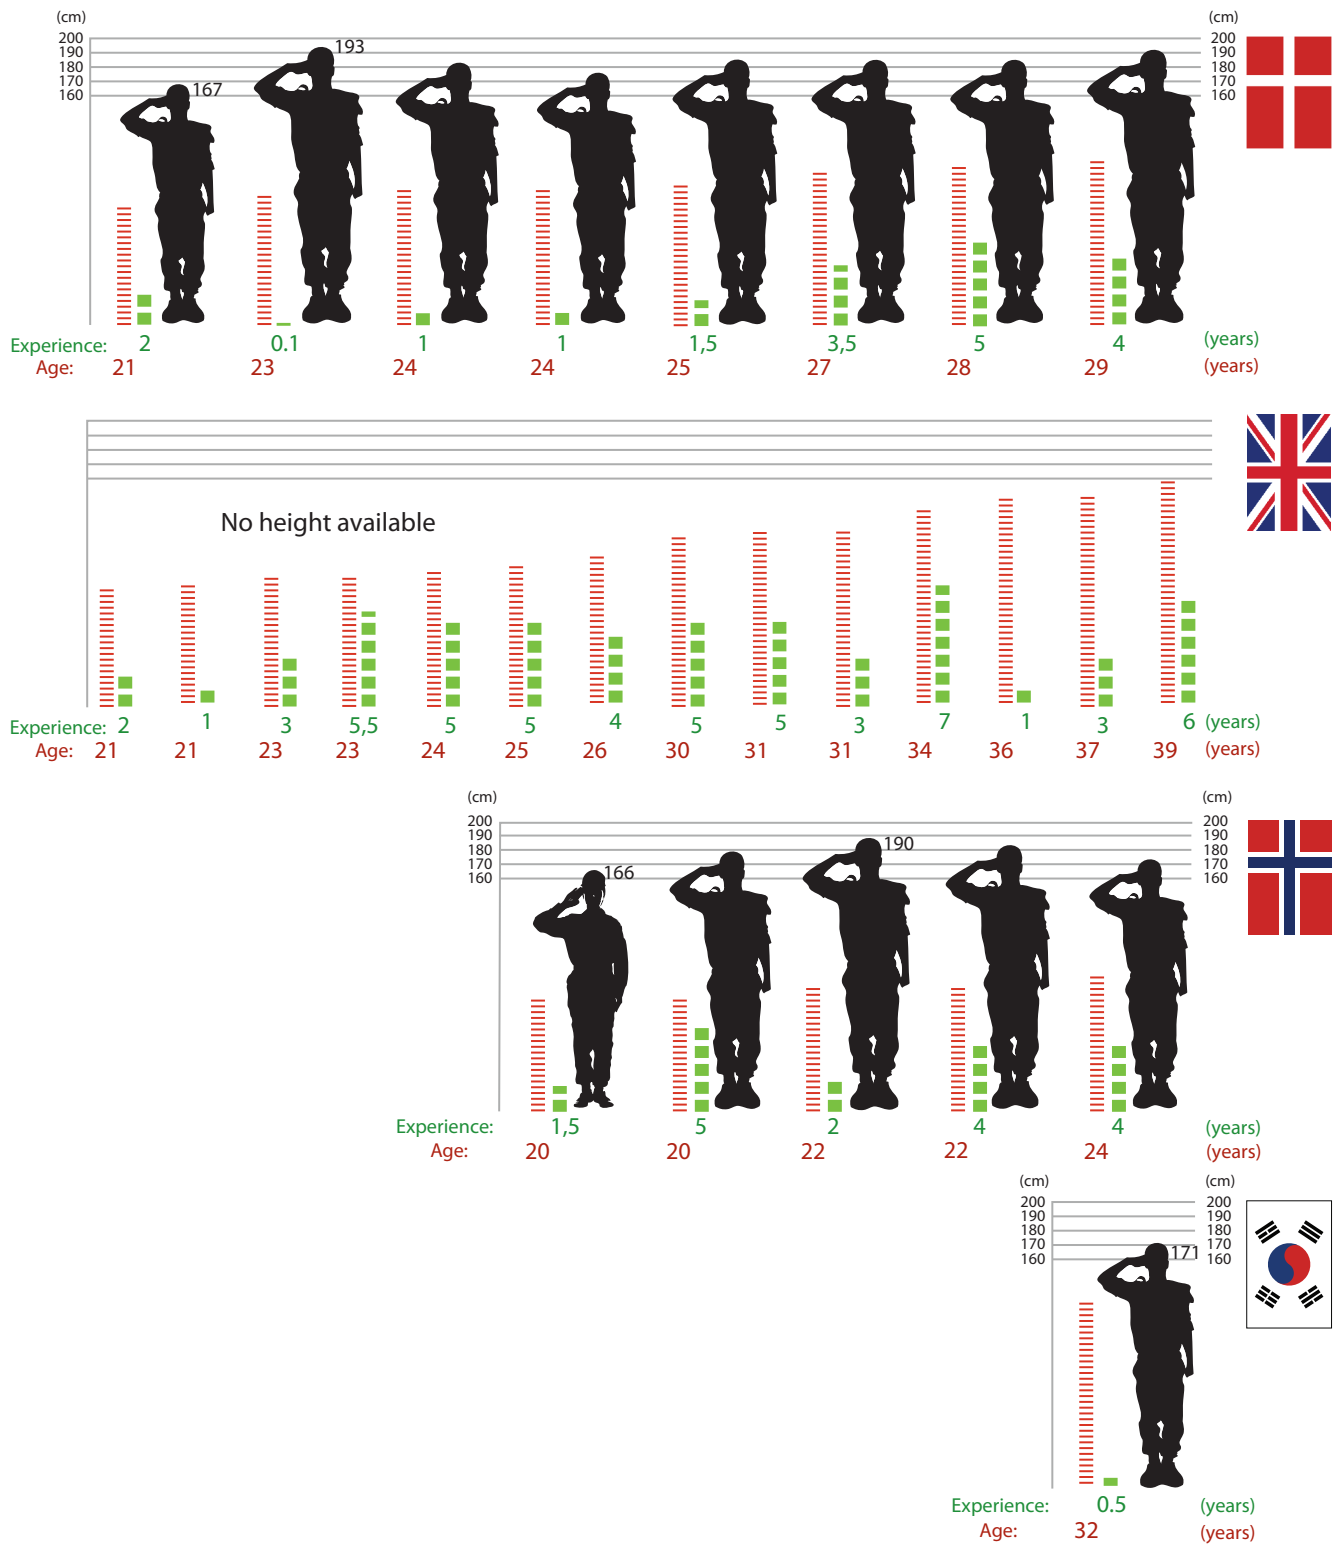 (cm) (cm)
200 200
190 193 190
180 180
170 167 170
160 160
Experience: 2 0.1 1 1 1,5 3,5 5 4 (years)
Age: 21 23 24 24 25 27 28 29 (years)
No height available
Experience: 2 1 3 5,5 5 5 4 5 5 3 7 1 3 6 (years)
Age: 21 21 23 23 24 25 26 30 31 31 34 36 37 39 (years)
(cm) (cm)
200 200
190 190 190
180 180
170 170
160 166 160
Experience: 1,5 5 2 4 4 (years)
Age: 20 20 22 22 24 (years)
(cm) (cm)
200 200
190 190
180 180
170 170
160 171 160
Experience: 0.5 (years)
Age: 32 (years)